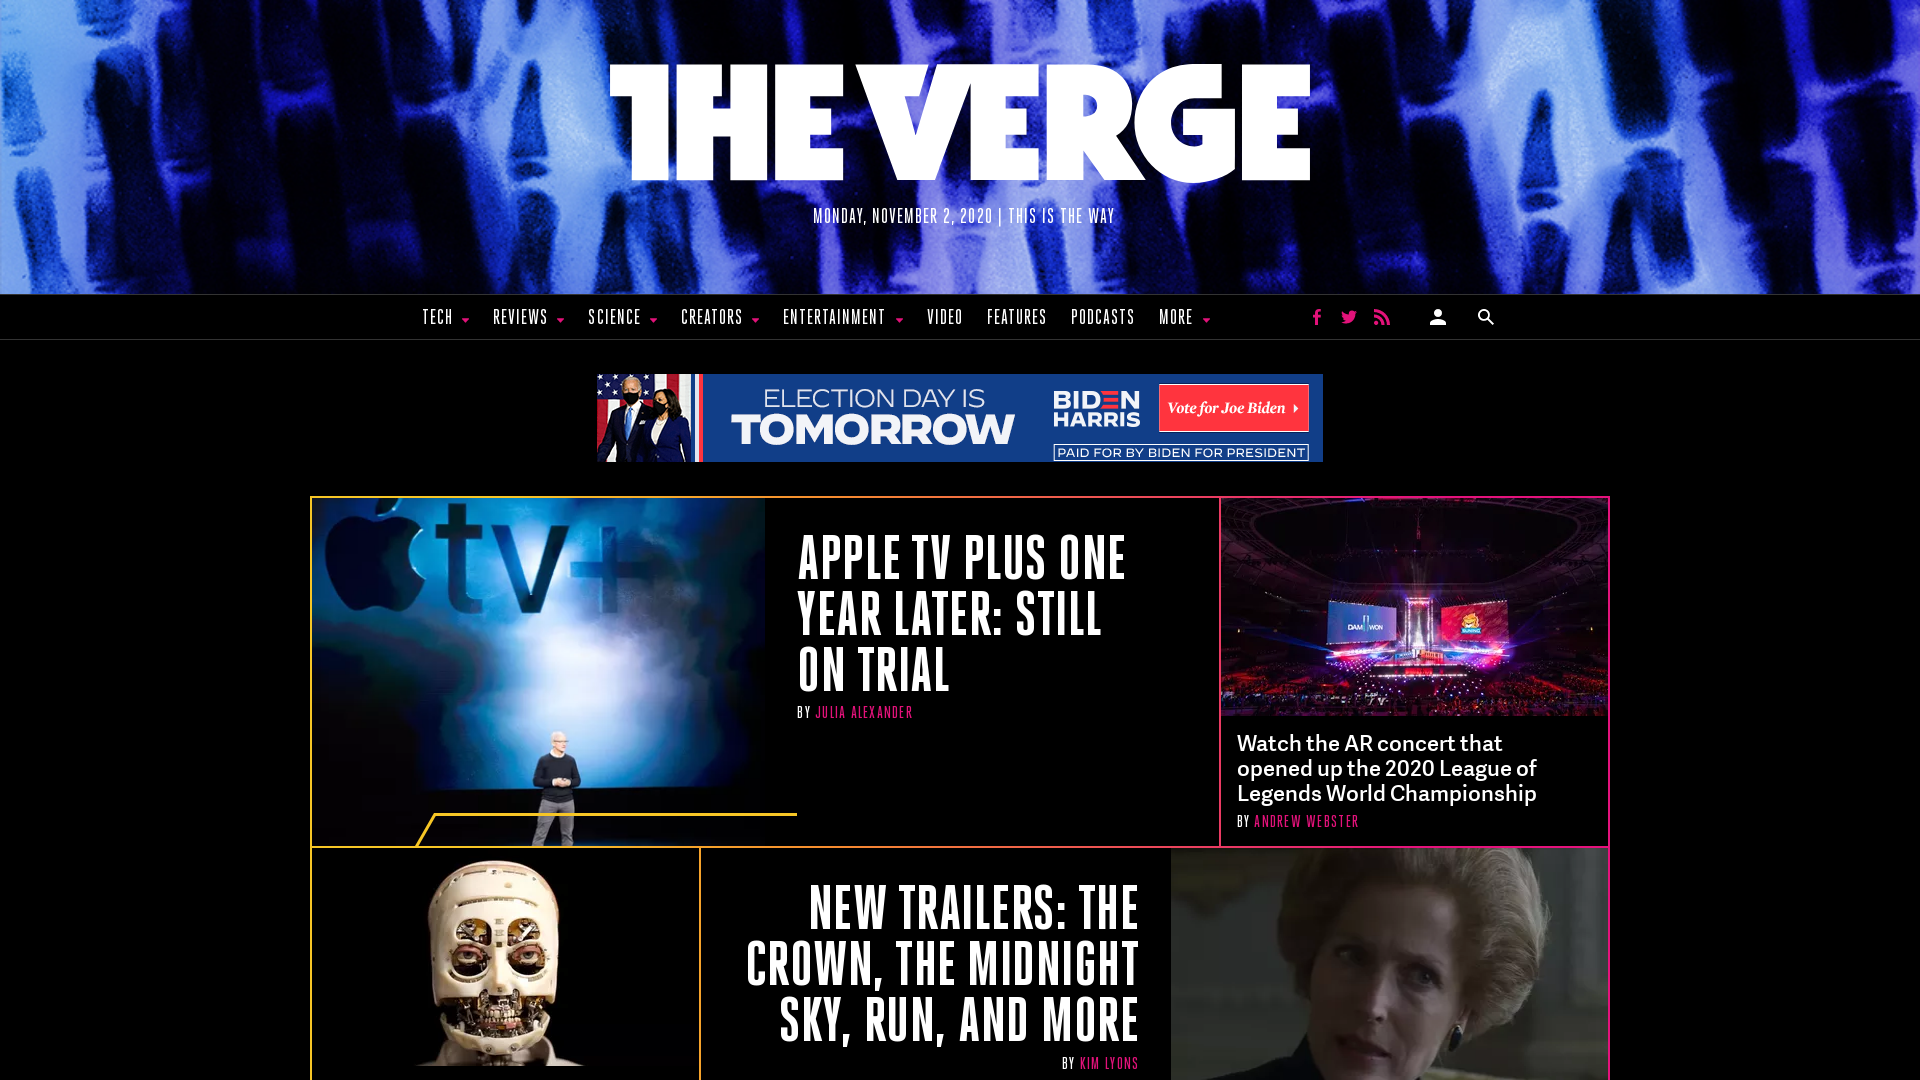 THE VERGE
MONDAY, NOVEMBER 2, 2020 | THIS IS THE WAY
TECH REVIEWS SCIENCE CREATORS ENTERTAINMENT VIDEO FEATURES PODCASTS MORE
ELECTION DAY IS
TOMORROW
BIDEN
HARRIS
Vote for Joe Biden
PAID FOR BY BIDEN FOR PRESIDENT
tv+
APPLE TV PLUS ONE
YEAR LATER: STILL
ON TRIAL
BY JULIA ALEXANDER
DAMWON
SUNING
Watch the AR concert that
opened up the 2020 League of
Legends World Championship
BY ANDREW WEBSTER
NEW TRAILERS: THE
CROWN, THE MIDNIGHT
SKY, RUN, AND MORE
BY KIM LYONS